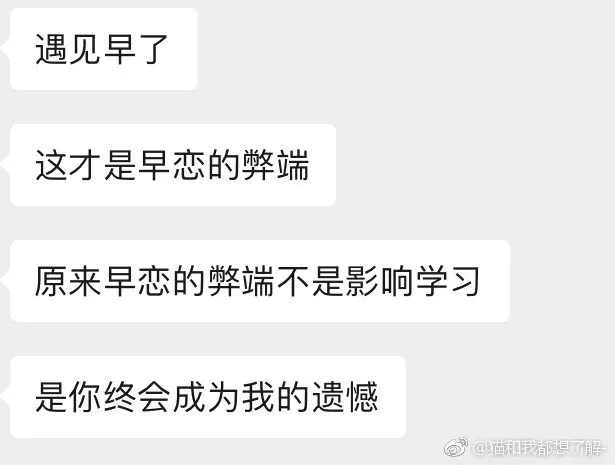 遇见早了
这才是早恋的弊端
原来早恋的弊端不是影响学习
是你终会成为我的遗憾
@猫和我都想了解-